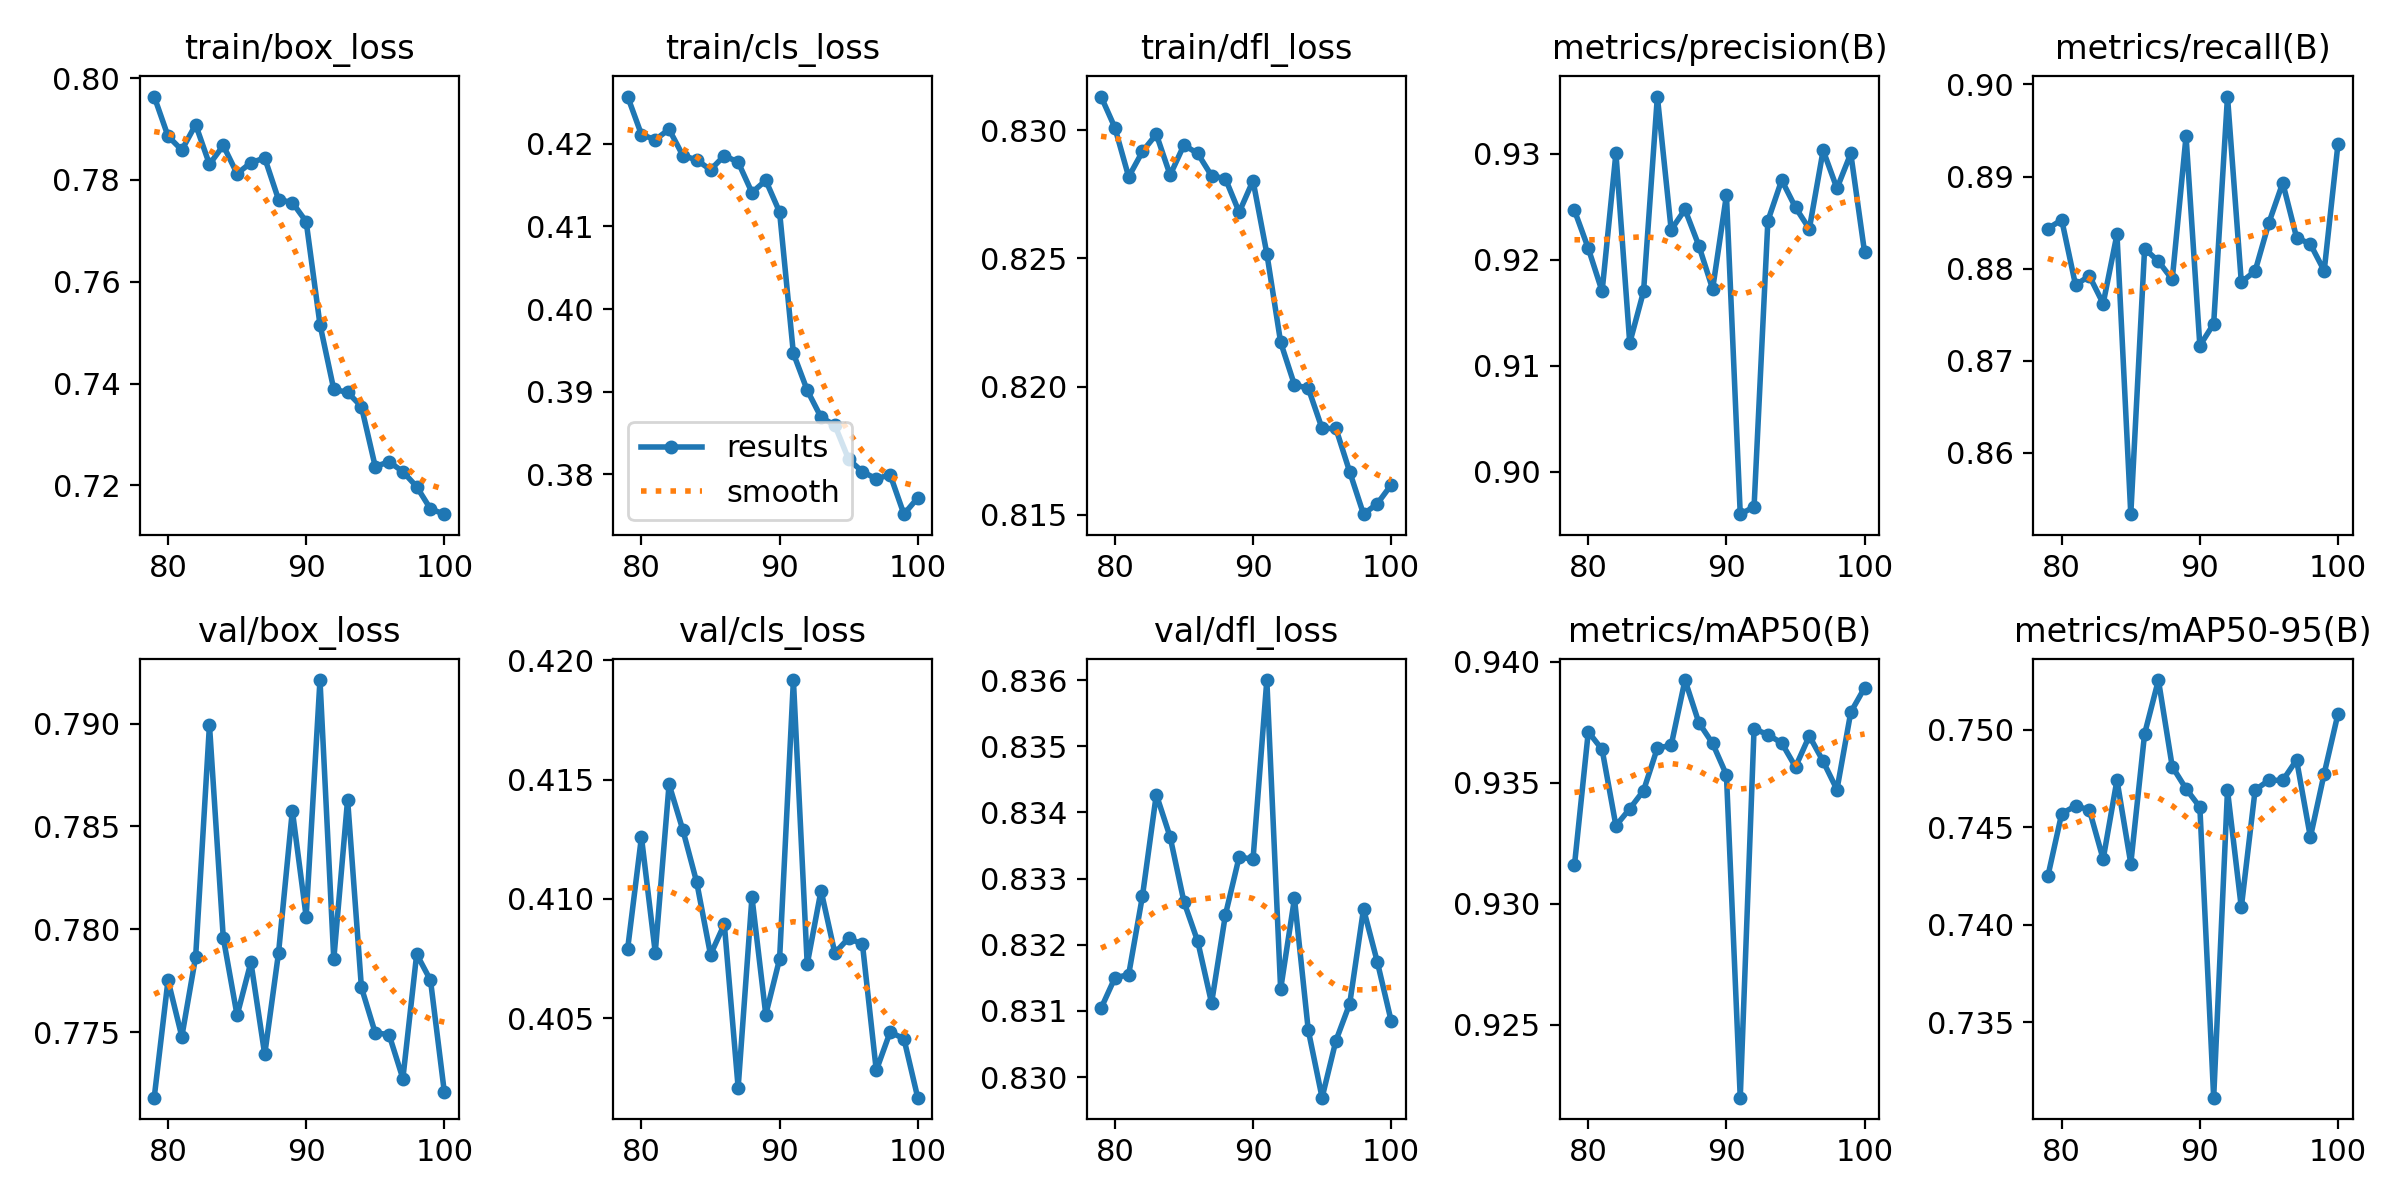 train/box_loss
0.80
0.78
0.76
0.74
0.72
80 90 100
train/cls_loss
0.42
0.41
0.40
0.39
0.38
results
smooth
80 90 100
train/dfl_loss
0.830
0.825
0.820
0.815
80 90 100
metrics/precision(B)
0.93
0.92
0.91
0.90
80 90 100
metrics/recall(B)
0.90
0.89
0.88
0.87
0.86
80 90 100
val/box_loss
0.790
0.785
0.780
0.775
80 90 100
val/cls_loss
0.420
0.415
0.410
0.405
80 90 100
val/dfl_loss
0.836
0.835
0.834
0.833
0.832
0.831
0.830
80 90 100
metrics/mAP50(B)
0.940
0.935
0.930
0.925
80 90 100
metrics/mAP50-95(B)
0.750
0.745
0.740
0.735
80 90 100